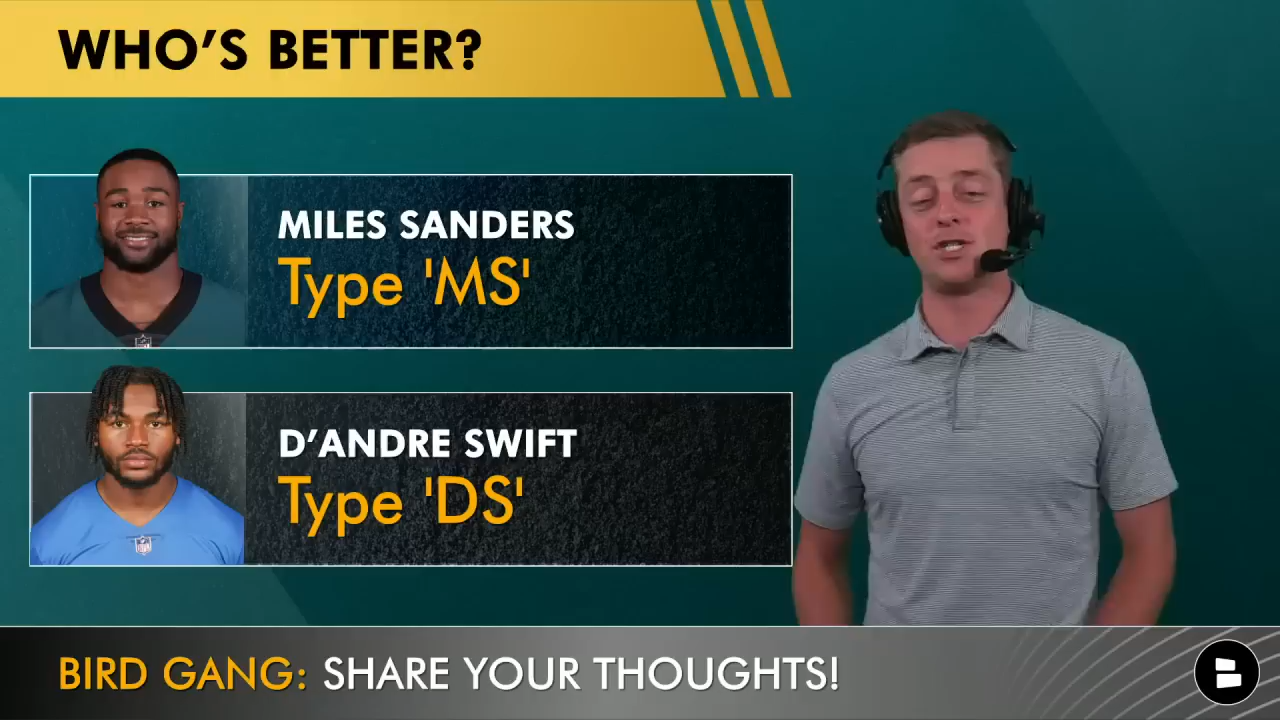 WHO'S BETTER?
MILES SANDERS
Type 'MS'
D'ANDRE SWIFT
Type 'DS'
BIRD GANG: SHARE YOUR THOUGHTS!